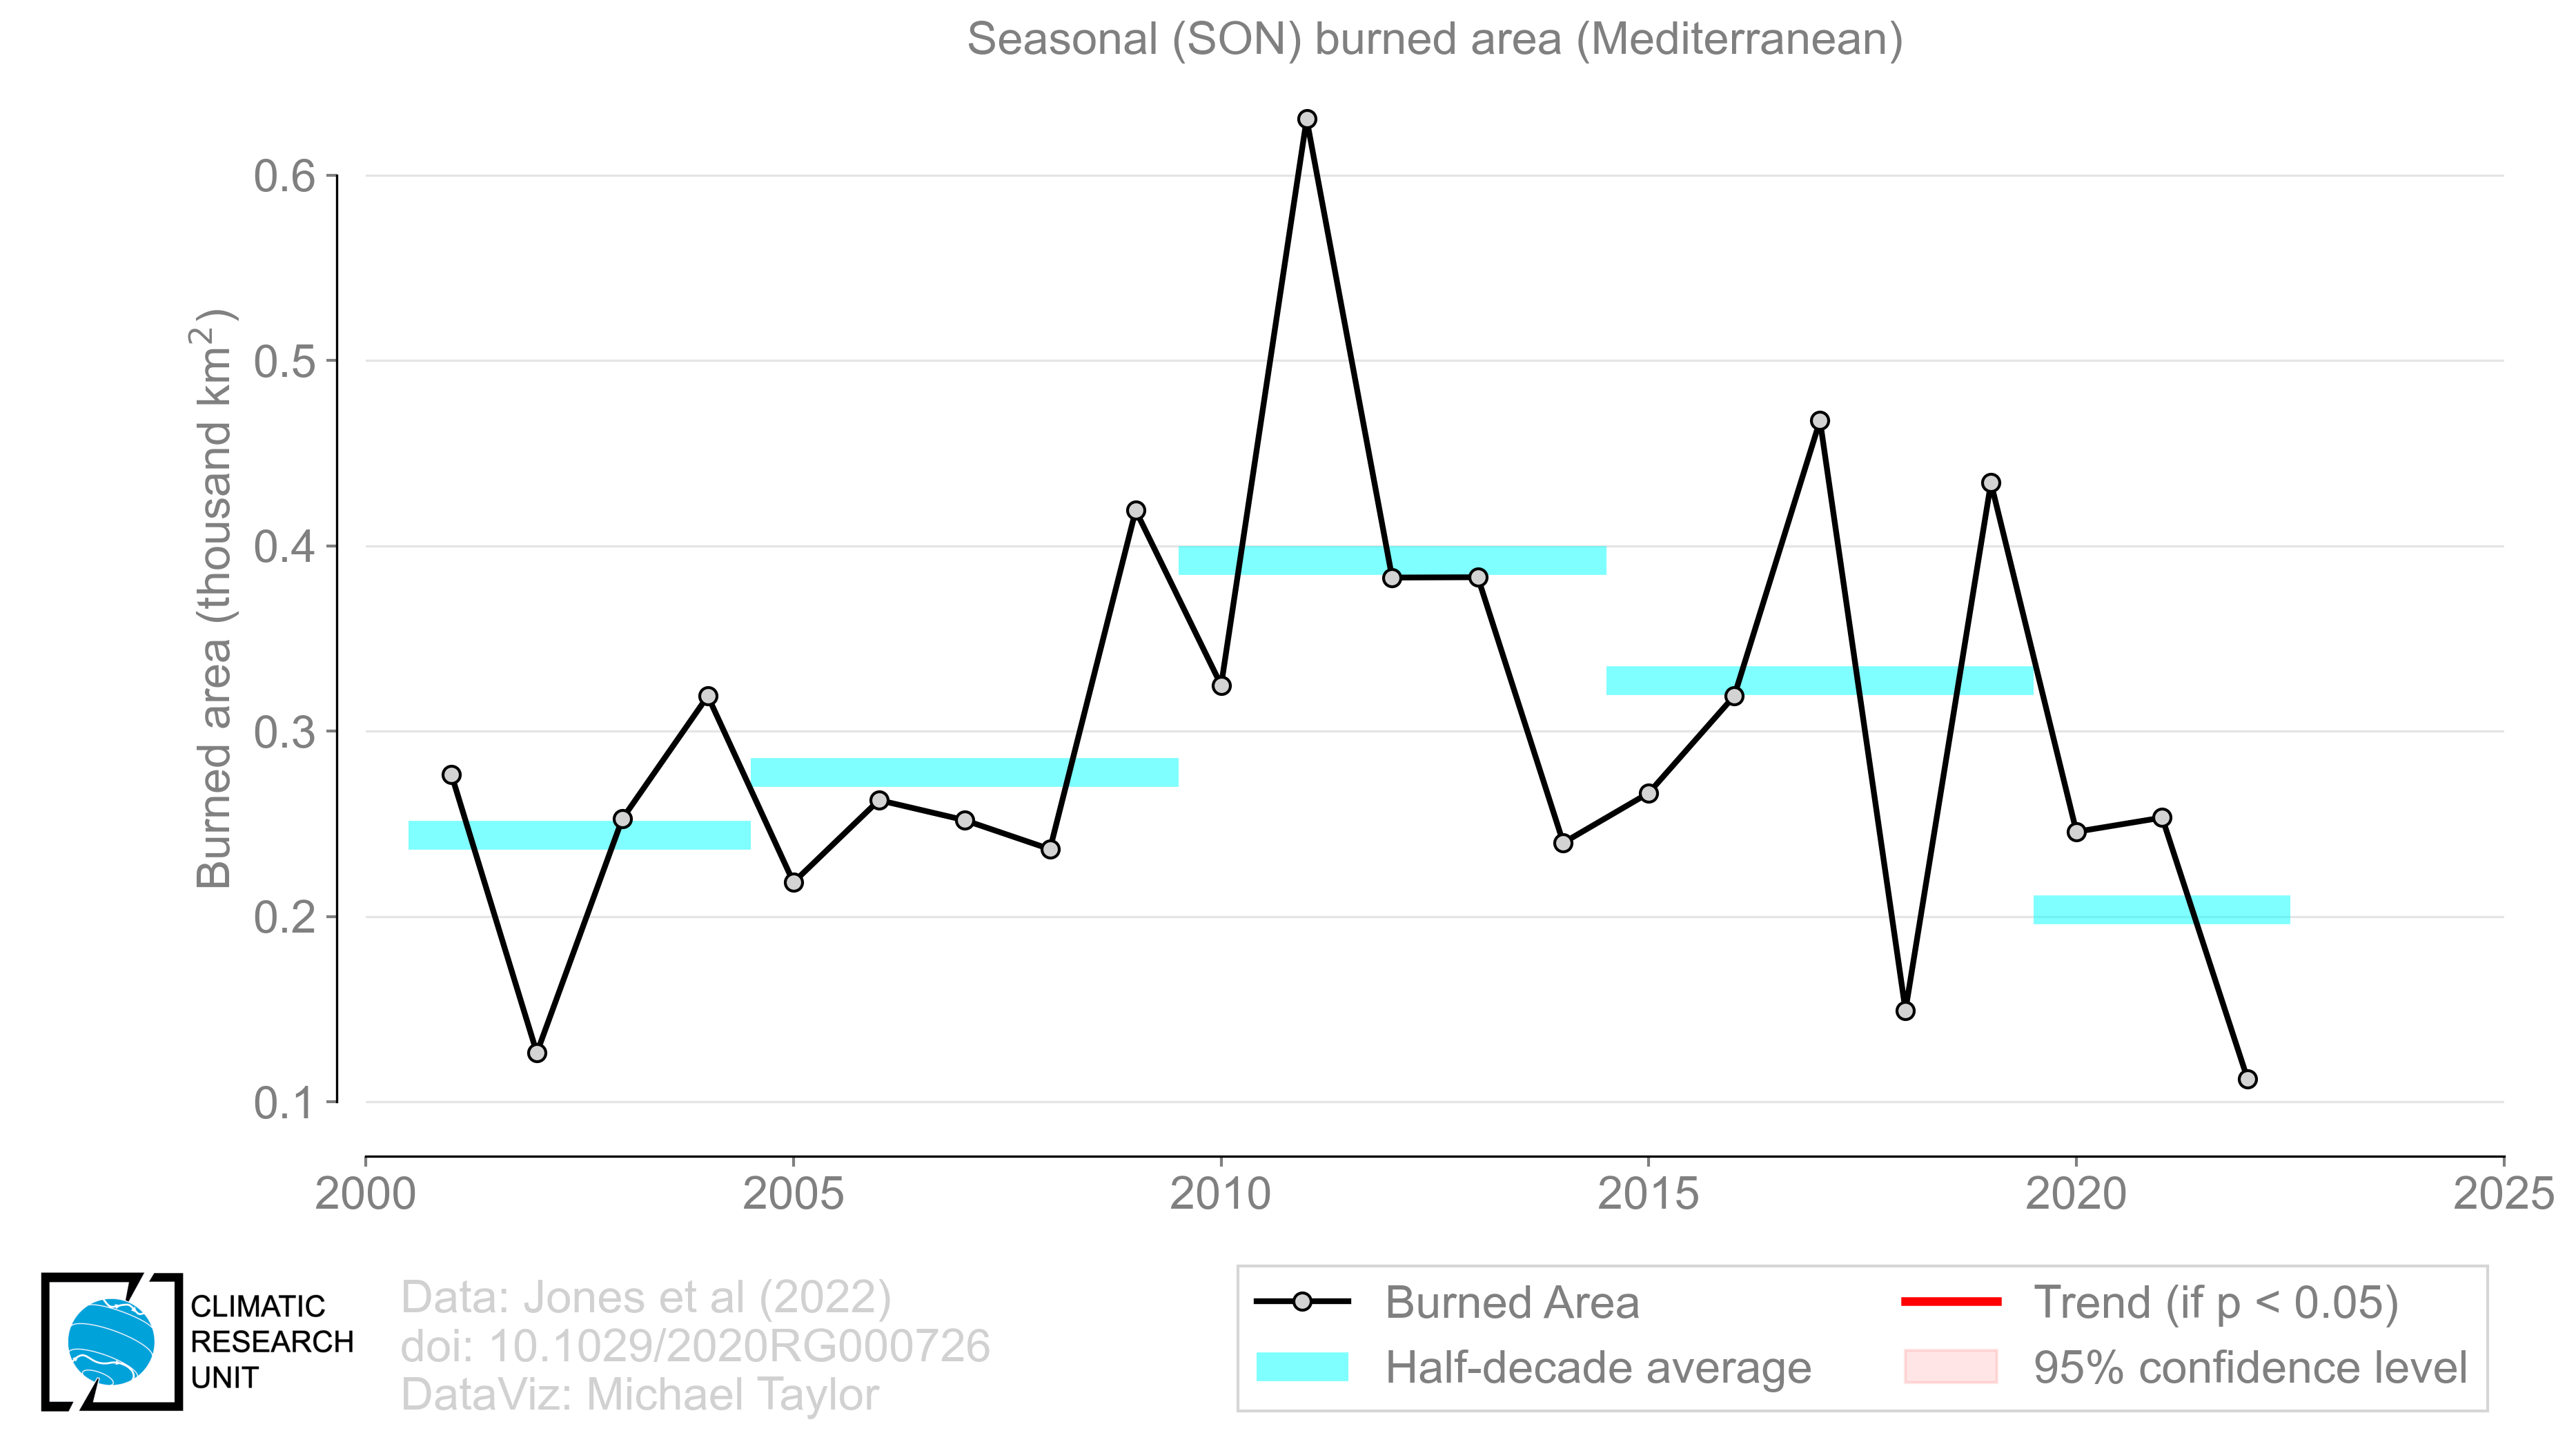 Seasonal (SON) burned area (Mediterranean)
Burned area (thousand km²)
0.6
0.5
0.4
0.3
0.2
0.1
2000
2005
2010
2015
2020
2025
CLIMATIC
RESEARCH
UNIT
Data: Jones et al (2022)
doi: 10.1029/2020RG000726
DataViz: Michael Taylor
Burned Area
Half-decade average
Trend (if p < 0.05)
95% confidence level